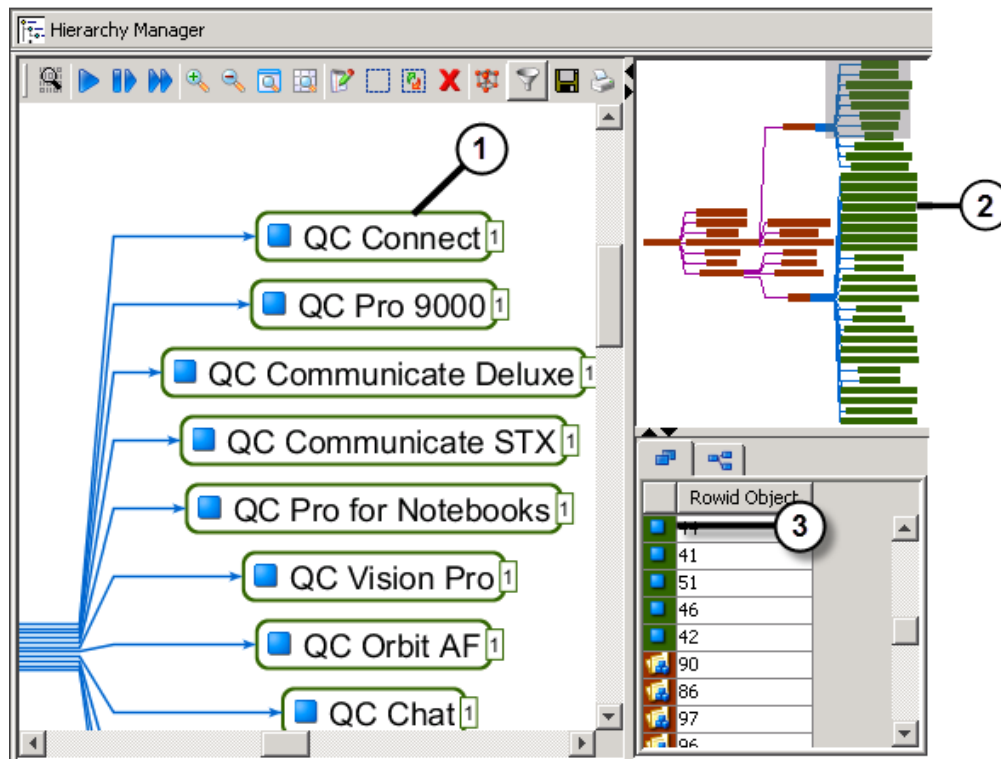 Hierarchy Manager
1
QC Connect 1
2
QC Pro 9000 1
QC Communicate Deluxe 1
QC Communicate STX 1
Rowid Object
QC Pro for Notebooks 1
3
44
41
QC Vision Pro 1
51
46
QC Orbit AF 1
42
90
QC Chat 1
86
97
96